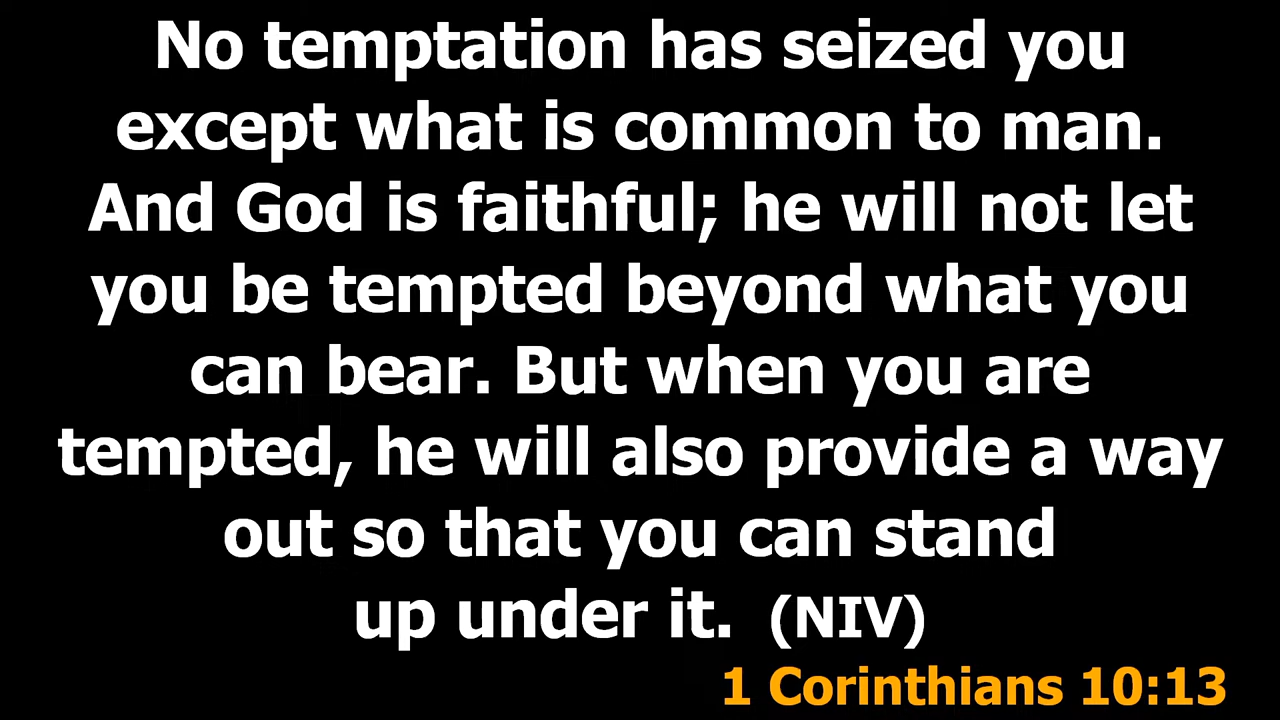 No temptation has seized you
except what is common to man.
And God is faithful; he will not let
you be tempted beyond what you
can bear. But when you are
tempted, he will also provide a way
out so that you can stand
up under it. (NIV)
1 Corinthians 10:13